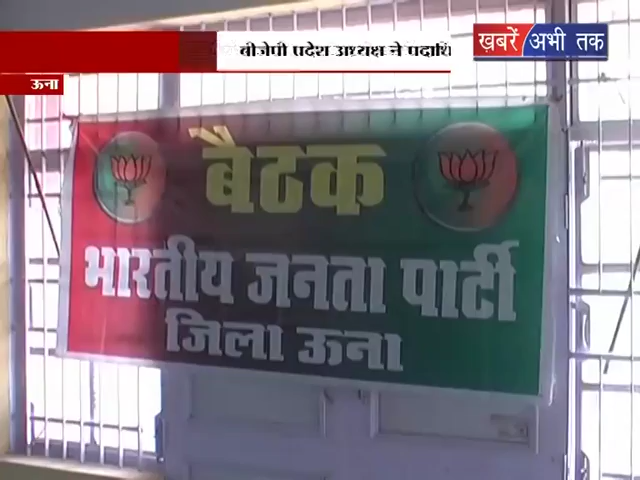 बीजेपी प्रदेश अध्यक्ष ने पदाधि
ख़बरें अभी तक
ऊना
बैठक
भारतीय जनता पार्टी
जिला ऊना